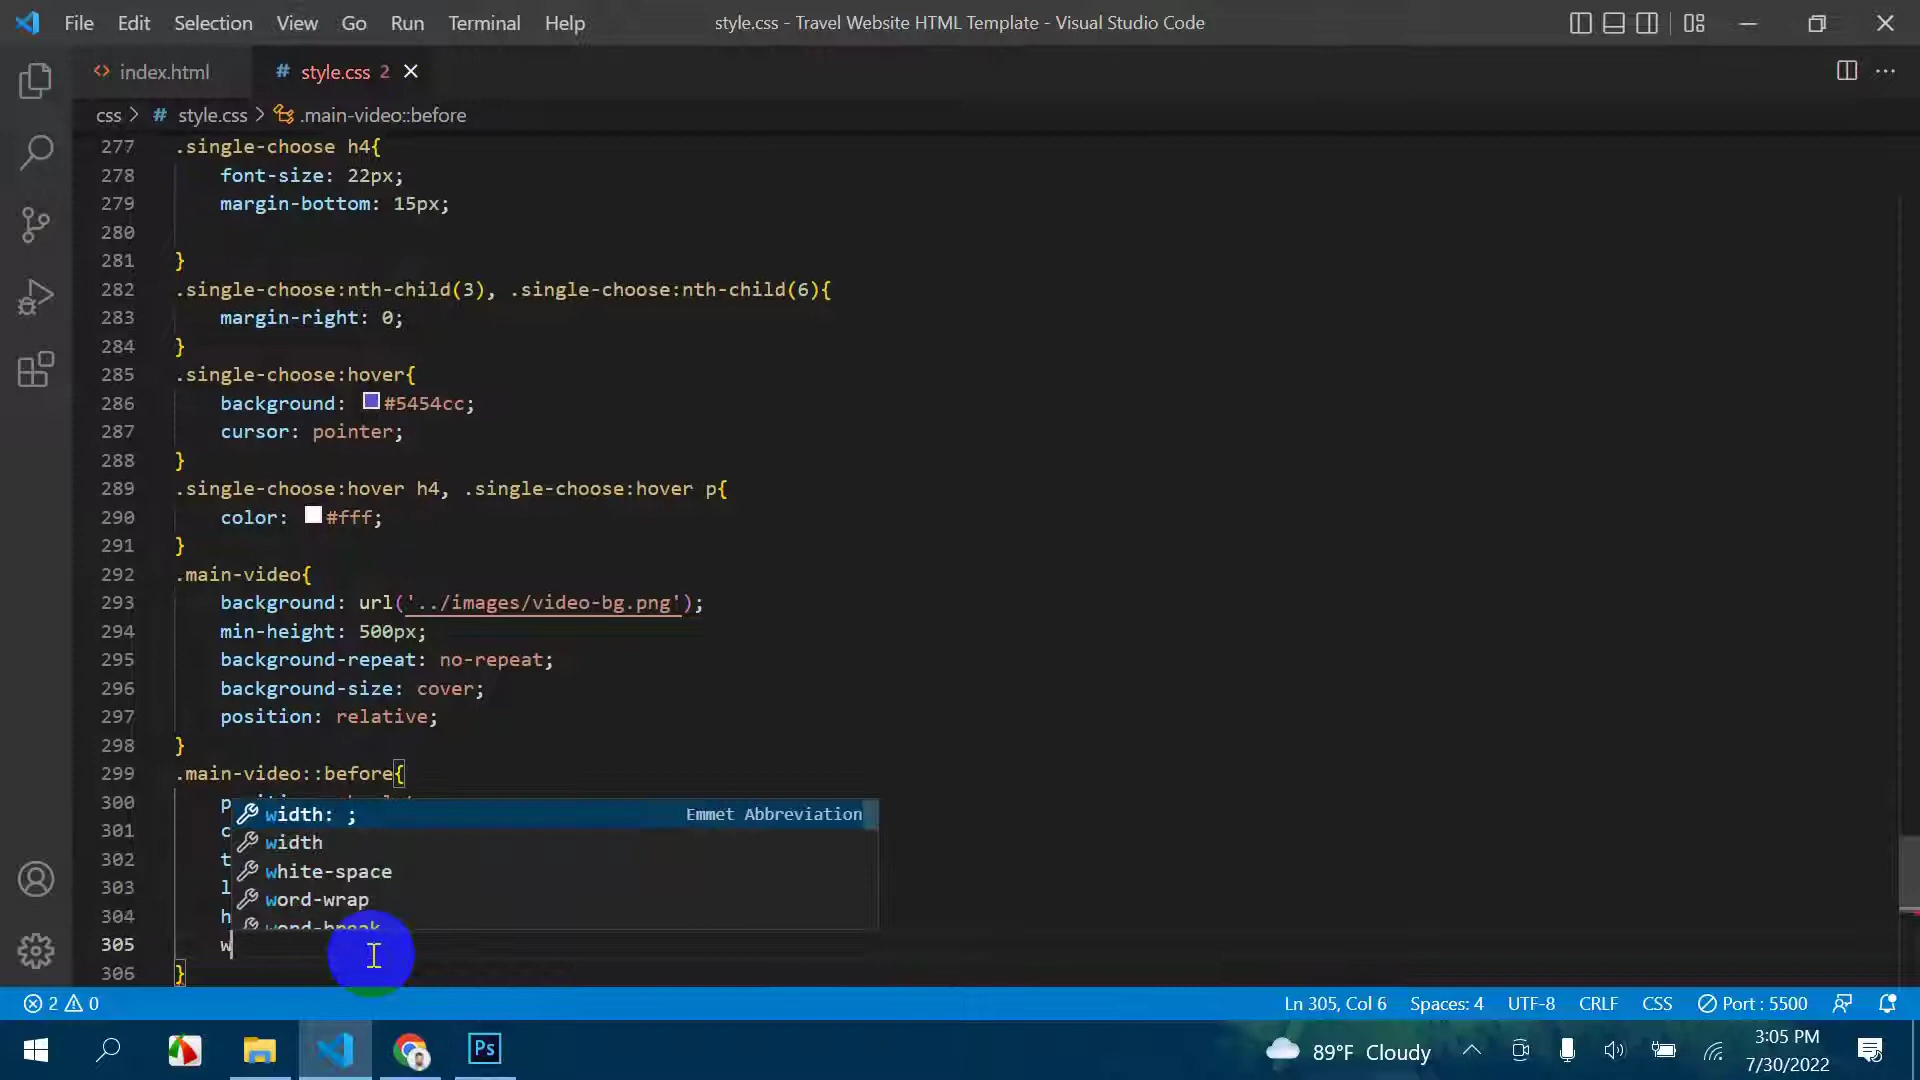 File Edit Selection View Go Run Terminal Help
style.css - Travel Website HTML Template - Visual Studio Code
index.html
# style.css 2
css > # style.css > .main-video::before
277 .single-choose h4{
278 font-size: 22px;
279 margin-bottom: 15px;
280
281 }
282 .single-choose:nth-child(3), .single-choose:nth-child(6){
283 margin-right: 0;
284 }
285 .single-choose:hover{
286 background: #5454cc;
287 cursor: pointer;
288 }
289 .single-choose:hover h4, .single-choose:hover p{
290 color: #fff;
291 }
292 .main-video{
293 background: url('../images/video-bg.png');
294 min-height: 500px;
295 background-repeat: no-repeat;
296 background-size: cover;
297 position: relative;
298 }
299 .main-video::before{
300 p
width: ; Emmet Abbreviation
301 c
width
302 t
white-space
303 l
word-wrap
304 h
word-break
305 w
306 }
2 0
Ln 305, Col 6 Spaces: 4 UTF-8 CRLF CSS Port : 5500
Ps
89°F Cloudy
3:05 PM
7/30/2022